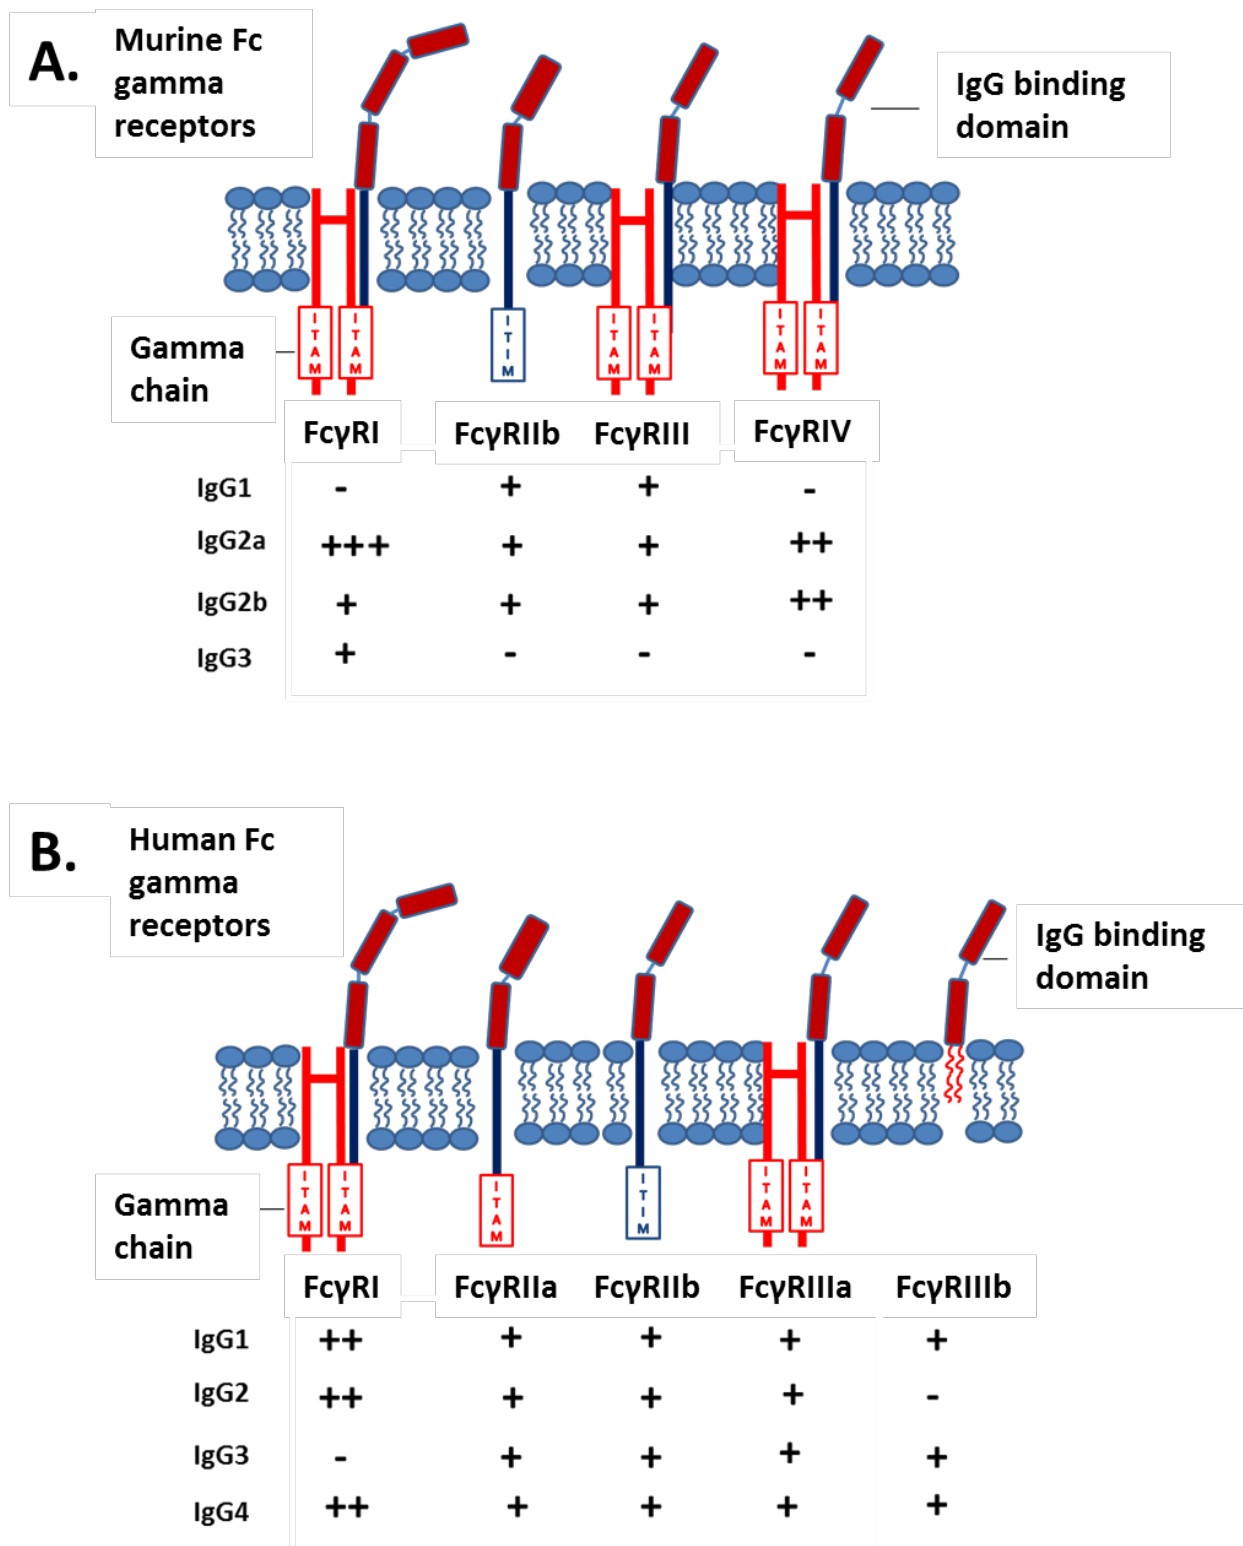 A.
Murine Fc
gamma
receptors
IgG binding
domain
ITAM ITAM ITIM ITAM ITAM ITAM ITAM
Gamma
chain
FcγRI FcγRIIb FcγRIII FcγRIV
IgG1 - + + -
IgG2a +++ + + ++
IgG2b + + + ++
IgG3 + - - -
B.
Human Fc
gamma
receptors
IgG binding
domain
ITAM ITAM ITAM ITIM ITAM ITAM
Gamma
chain
FcγRI FcγRIIa FcγRIIb FcγRIIIa FcγRIIIb
IgG1 ++ + + + +
IgG2 ++ + + + -
IgG3 - + + + +
IgG4 ++ + + + +